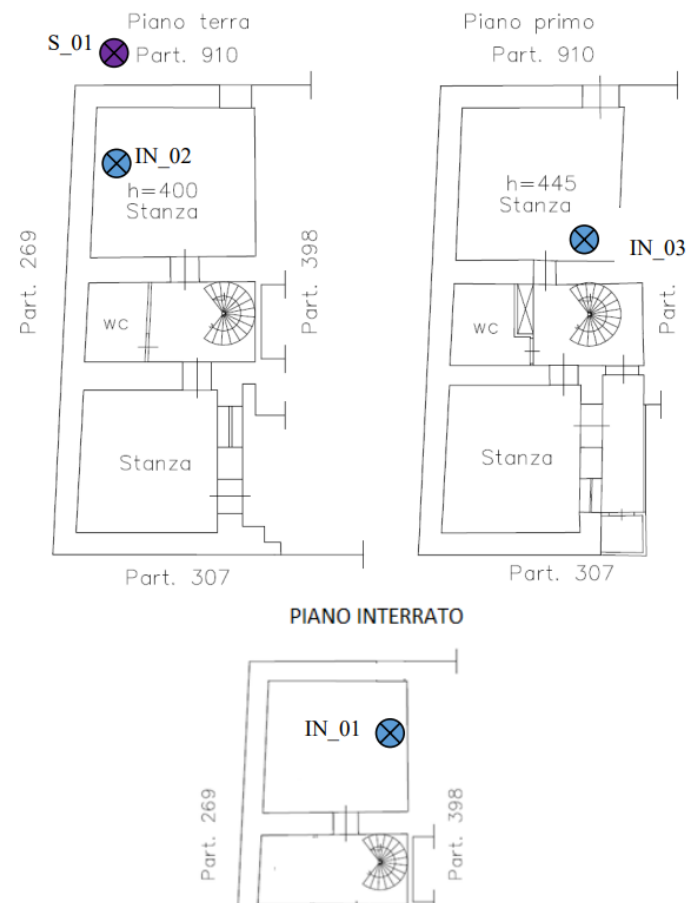 Piano terra
S_01
Part. 910
IN_02
h=400
Stanza
Part. 269
Part. 398
WC
Stanza
Part. 307
Piano primo
Part. 910
h=445
Stanza
IN_03
Part.
WC
Stanza
Part. 307
PIANO INTERRATO
IN_01
Part. 269
Part. 398